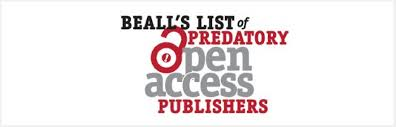 BEALL'S LIST of
PREDATORY
open
access
PUBLISHERS